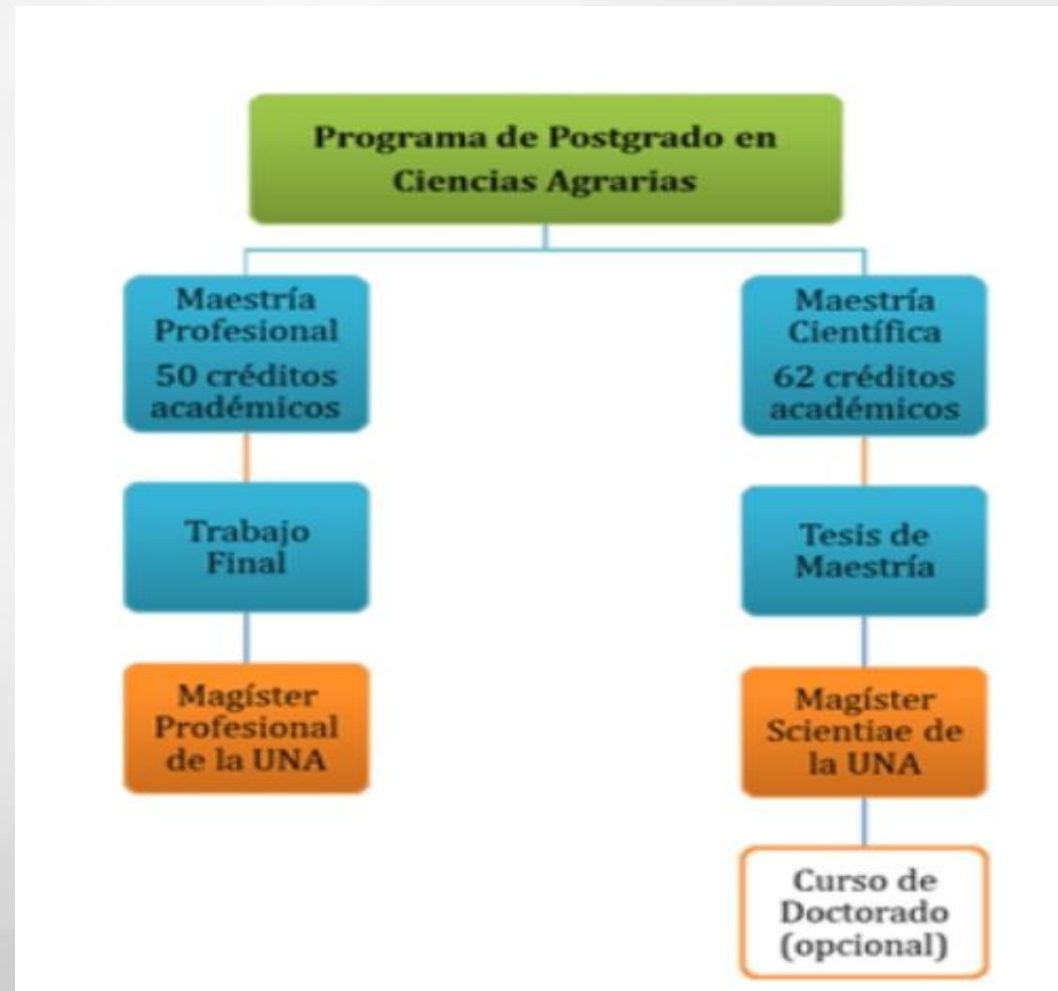 Programa de Postgrado en
Ciencias Agrarias
Maestría
Profesional
50 créditos
académicos
Trabajo
Final
Magíster
Profesional
de la UNA
Maestría
Científica
62 créditos
académicos
Tesis de
Maestría
Magíster
Scientiae de
la UNA
Curso de
Doctorado
(opcional)